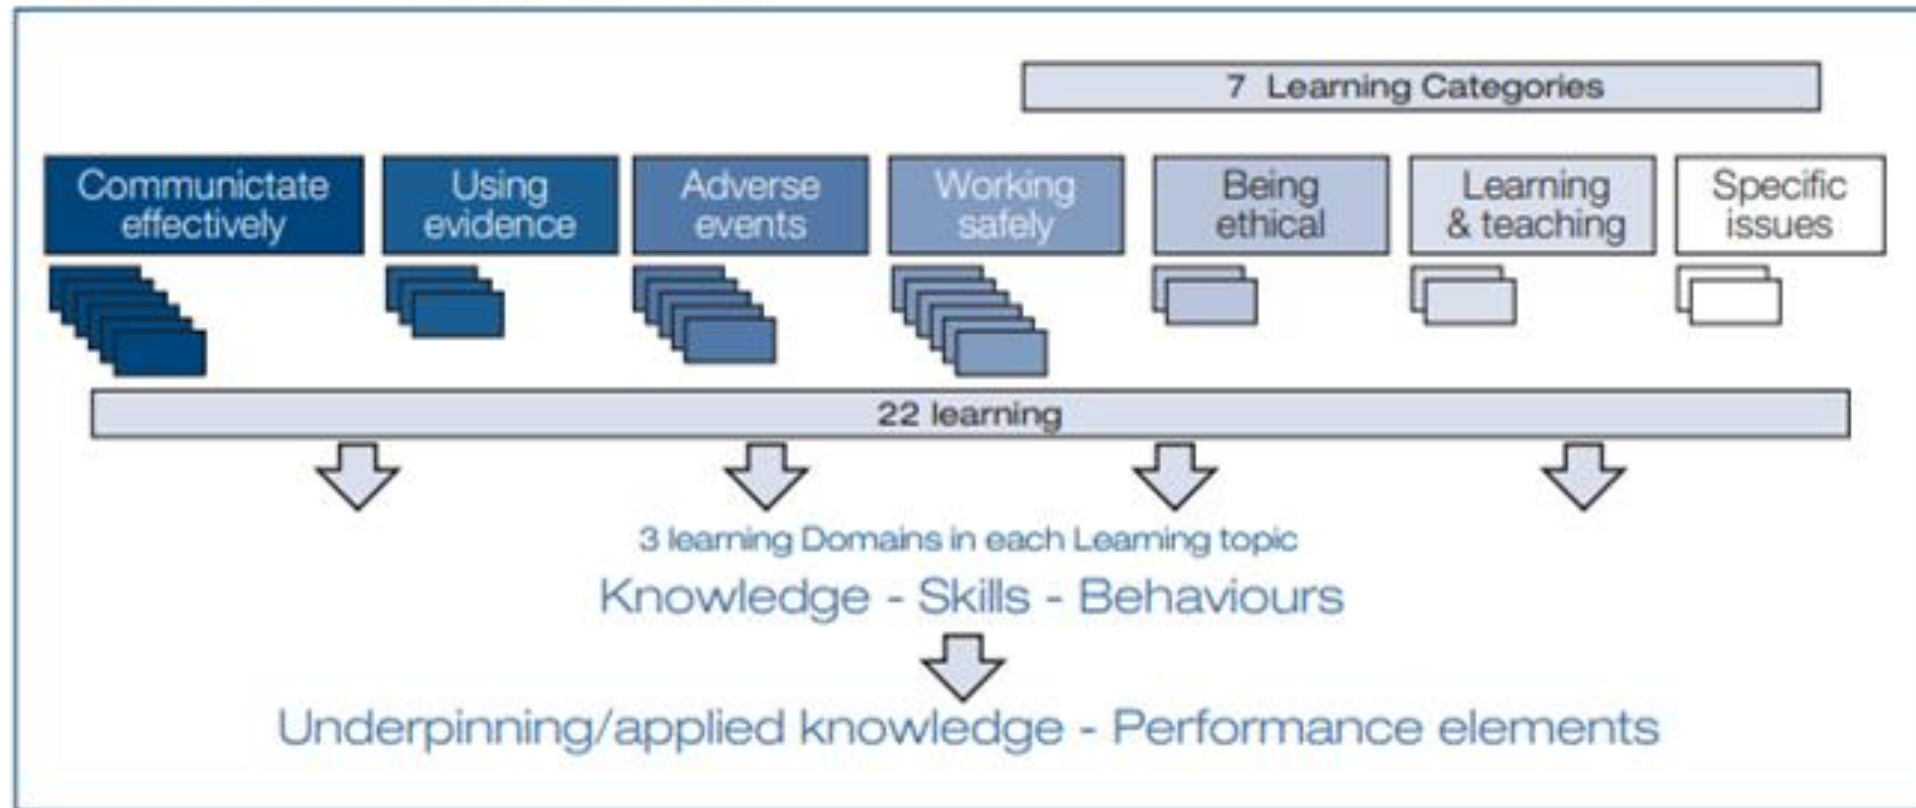 7 Learning Categories
Communictate
effectively
Using
evidence
Adverse
events
Working
safely
Being
ethical
Learning
& teaching
Specific
issues
22 learning
3 learning Domains in each Learning topic
Knowledge - Skills - Behaviours
Underpinning/applied knowledge - Performance elements